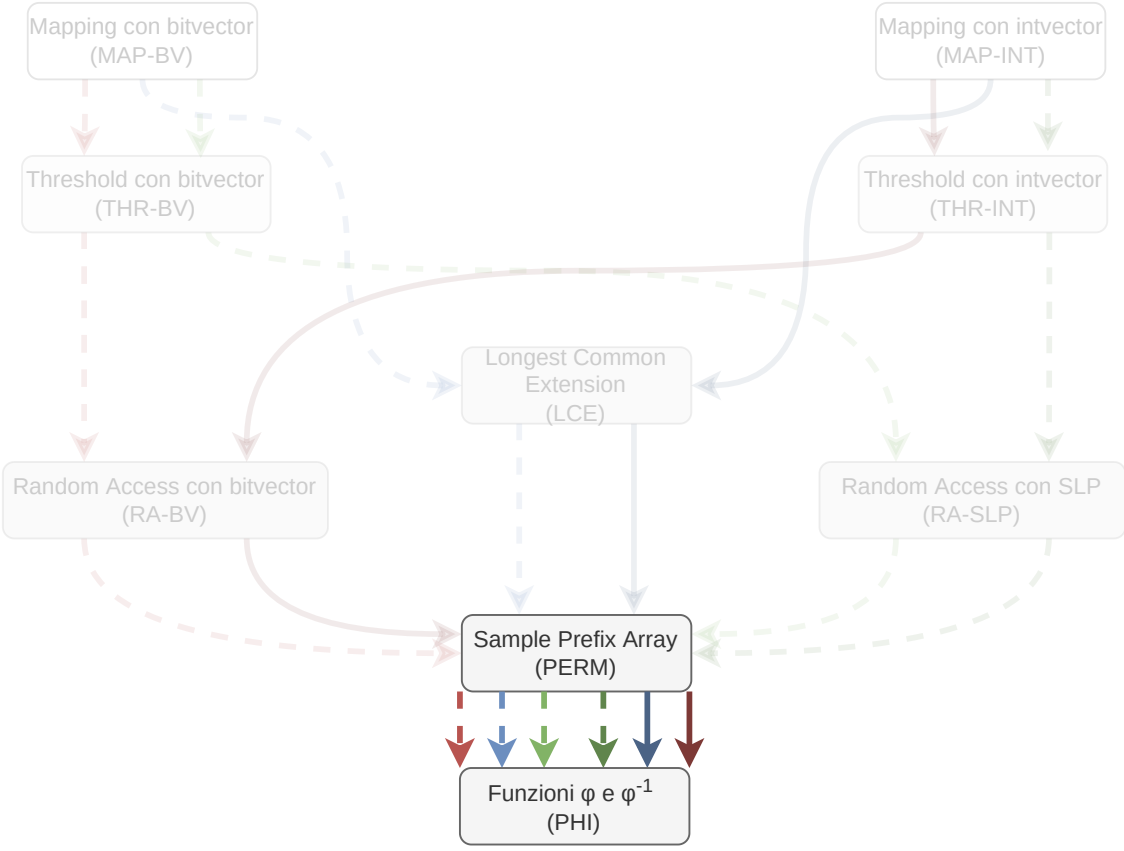 Mapping con bitvector
(MAP-BV)
Mapping con intvector
(MAP-INT)
Threshold con bitvector
(THR-BV)
Threshold con intvector
(THR-INT)
Longest Common
Extension
(LCE)
Random Access con bitvector
(RA-BV)
Random Access con SLP
(RA-SLP)
Sample Prefix Array
(PERM)
Funzioni φ e φ⁻¹
(PHI)